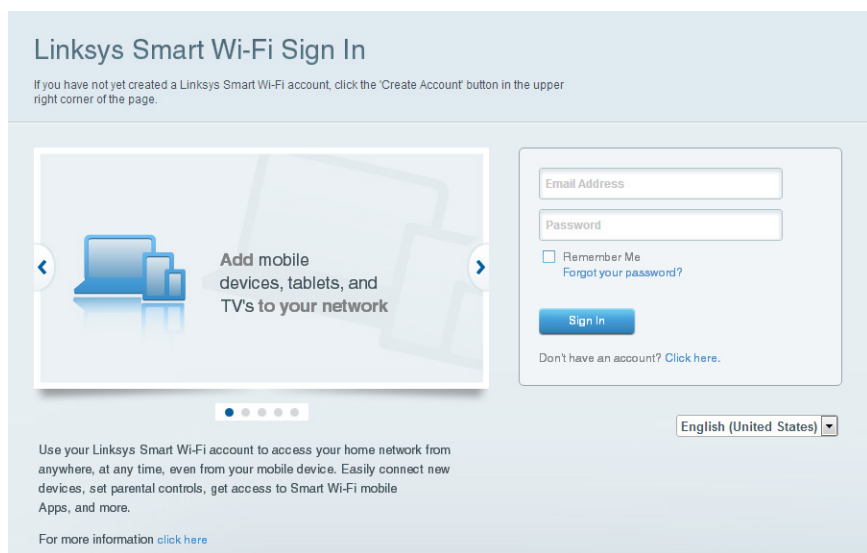 Linksys Smart Wi-Fi Sign In
If you have not yet created a Linksys Smart Wi-Fi account, click the 'Create Account' button in the upper
right corner of the page.
Add mobile
devices, tablets, and
TV's to your network
Use your Linksys Smart Wi-Fi account to access your home network from
anywhere, at any time, even from your mobile device. Easily connect new
devices, set parental controls, get access to Smart Wi-Fi mobile
Apps, and more.
For more information click here
Email Address
Password
Remember Me
Forgot your password?
Sign In
Don't have an account? Click here.
English (United States)